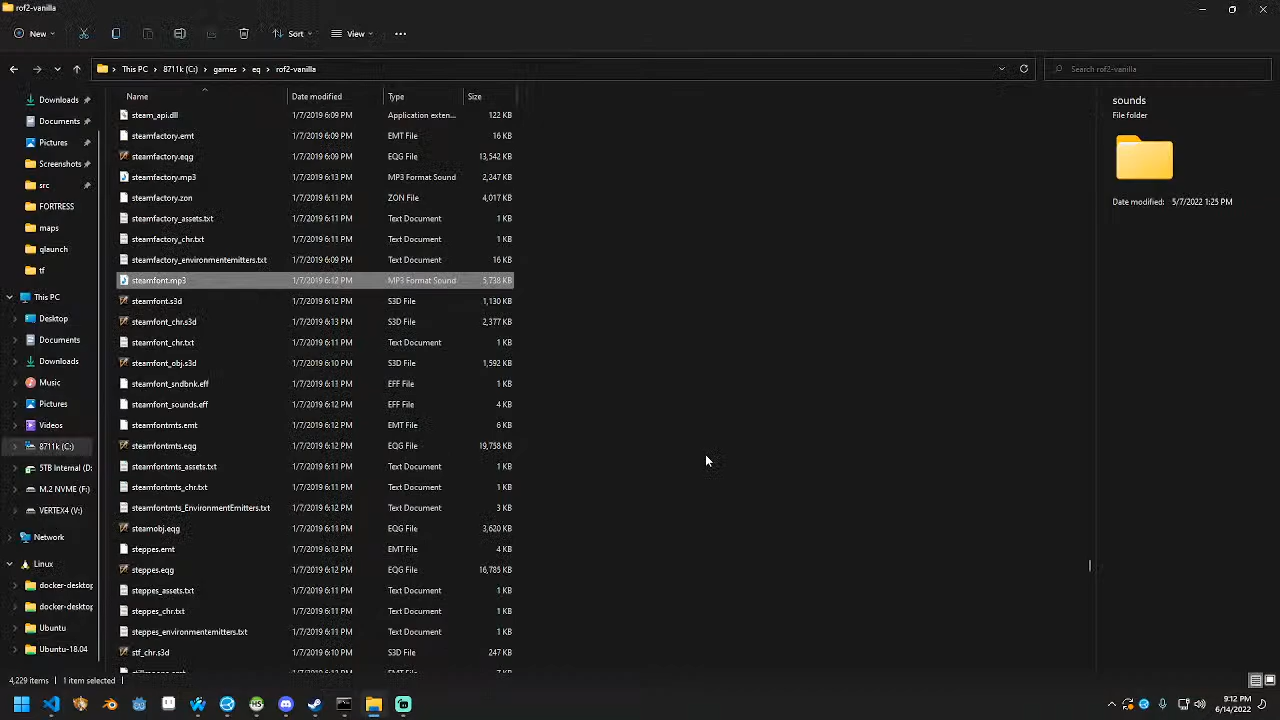 rof2-vanilla
New Sort View
This PC 8711k (C:) games eq rof2-vanilla Search rof2-vanilla
Name Date modified Type Size
Downloads
Documents
Pictures
Screenshots
src
FORTRESS
maps
qlaunch
tf
This PC
Desktop
Documents
Downloads
Music
Pictures
Videos
8711k (C:)
5TB Internal (D:
M.2 NVME (F:)
VERTEX4 (V:)
Network
Linux
docker-desktop
docker-desktop
Ubuntu
Ubuntu-18.04
steam_api.dll 1/7/2019 6:09 PM Application exten... 122 KB
steamfactory.emt 1/7/2019 6:09 PM EMT File 16 KB
steamfactory.eqg 1/7/2019 6:09 PM EQG File 13,542 KB
steamfactory.mp3 1/7/2019 6:13 PM MP3 Format Sound 2,247 KB
steamfactory.zon 1/7/2019 6:11 PM ZON File 4,017 KB
steamfactory_assets.txt 1/7/2019 6:11 PM Text Document 1 KB
steamfactory_chr.txt 1/7/2019 6:11 PM Text Document 1 KB
steamfactory_environmentemitters.txt 1/7/2019 6:09 PM Text Document 16 KB
steamfont.mp3 1/7/2019 6:12 PM MP3 Format Sound 5,738 KB
steamfont.s3d 1/7/2019 6:12 PM S3D File 1,130 KB
steamfont_chr.s3d 1/7/2019 6:13 PM S3D File 2,377 KB
steamfont_chr.txt 1/7/2019 6:12 PM Text Document 1 KB
steamfont_obj.s3d 1/7/2019 6:10 PM S3D File 1,592 KB
steamfont_sndbnk.eff 1/7/2019 6:11 PM EFF File 1 KB
steamfont_sounds.eff 1/7/2019 6:12 PM EFF File 4 KB
steamfontmts.emt 1/7/2019 6:12 PM EMT File 6 KB
steamfontmts.eqg 1/7/2019 6:12 PM EQG File 19,758 KB
steamfontmts_assets.txt 1/7/2019 6:11 PM Text Document 1 KB
steamfontmts_chr.txt 1/7/2019 6:11 PM Text Document 1 KB
steamfontmts_EnvironmentEmitters.txt 1/7/2019 6:12 PM Text Document 3 KB
steamobj.eqg 1/7/2019 6:11 PM EQG File 3,620 KB
steppes.emt 1/7/2019 6:12 PM EMT File 4 KB
steppes.eqg 1/7/2019 6:12 PM EQG File 16,785 KB
steppes_assets.txt 1/7/2019 6:11 PM Text Document 1 KB
steppes_chr.txt 1/7/2019 6:11 PM Text Document 1 KB
steppes_environmentemitters.txt 1/7/2019 6:11 PM Text Document 1 KB
stf_chr.s3d 1/7/2019 6:10 PM S3D File 247 KB
sounds
File folder
Date modified: 5/7/2022 1:25 PM
4,229 items 1 item selected
HS
9:12 PM
6/14/2022